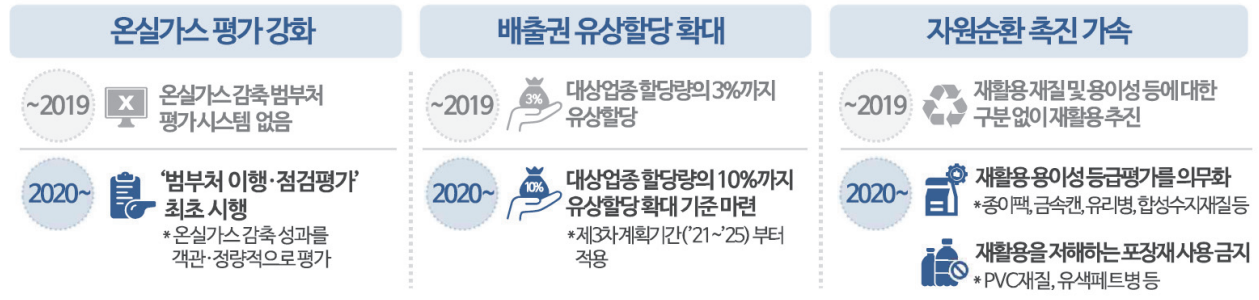 온실가스 평가 강화
~2019
X
온실가스 감축 범부처
평가 시스템 없음
2020~
‘범부처 이행·점검평가’
최초 시행
* 온실가스 감축 성과를
객관·정량적으로 평가
배출권 유상할당 확대
~2019
3%
대상업종 할당량의 3%까지
유상할당
2020~
10%
대상업종 할당량의 10%까지
유상할당 확대 기준 마련
*제3차 계획기간(’21~’25) 부터
적용
자원순환 촉진 가속
~2019
재활용 재질 및 용이성 등에 대한
구분 없이 재활용 추진
2020~
재활용 용이성 등급평가를 의무화
*종이팩, 금속캔, 유리병, 합성수지재질 등
재활용을 저해하는 포장재 사용 금지
* PVC재질, 유색페트병 등